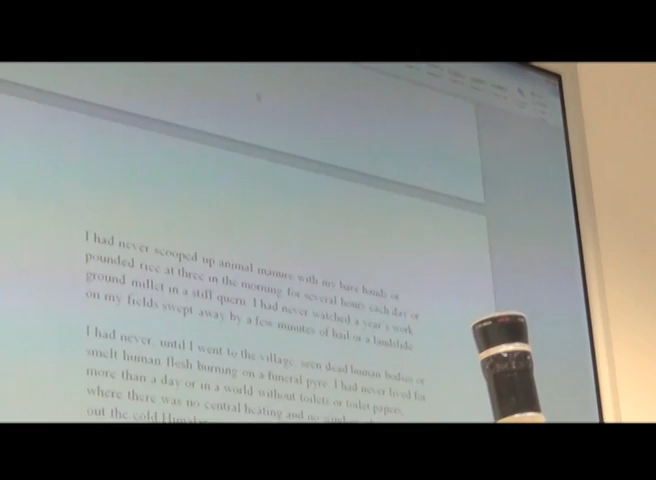 I had never scooped up animal manure with my bare hands or
pounded rice at three in the morning for several hours each day or
ground millet in a stiff quern. I had never watched a year's work
on my fields swept away by a few minutes of hail or a landslide
I had never, until I went to the village, seen dead human bodies or
smelt human flesh burning on a funeral pyre. I had never lived for
more than a day or in a world without toilets or toilet papers,
where there was no central heating and no
out the cold